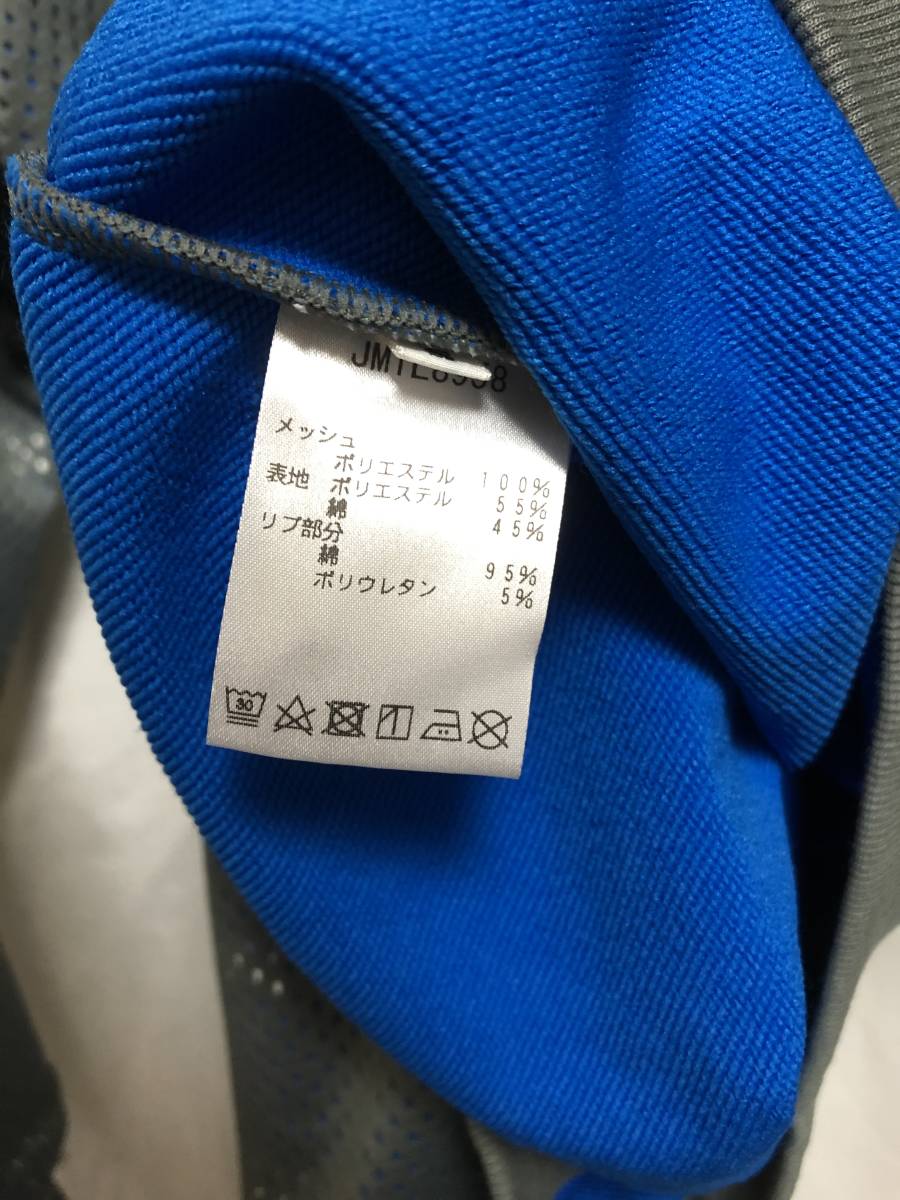 メッシュ
ポリエステル 100%
表地 ポリエステル 55%
綿 45%
リブ部分
綿 95%
ポリウレタン 5%
30